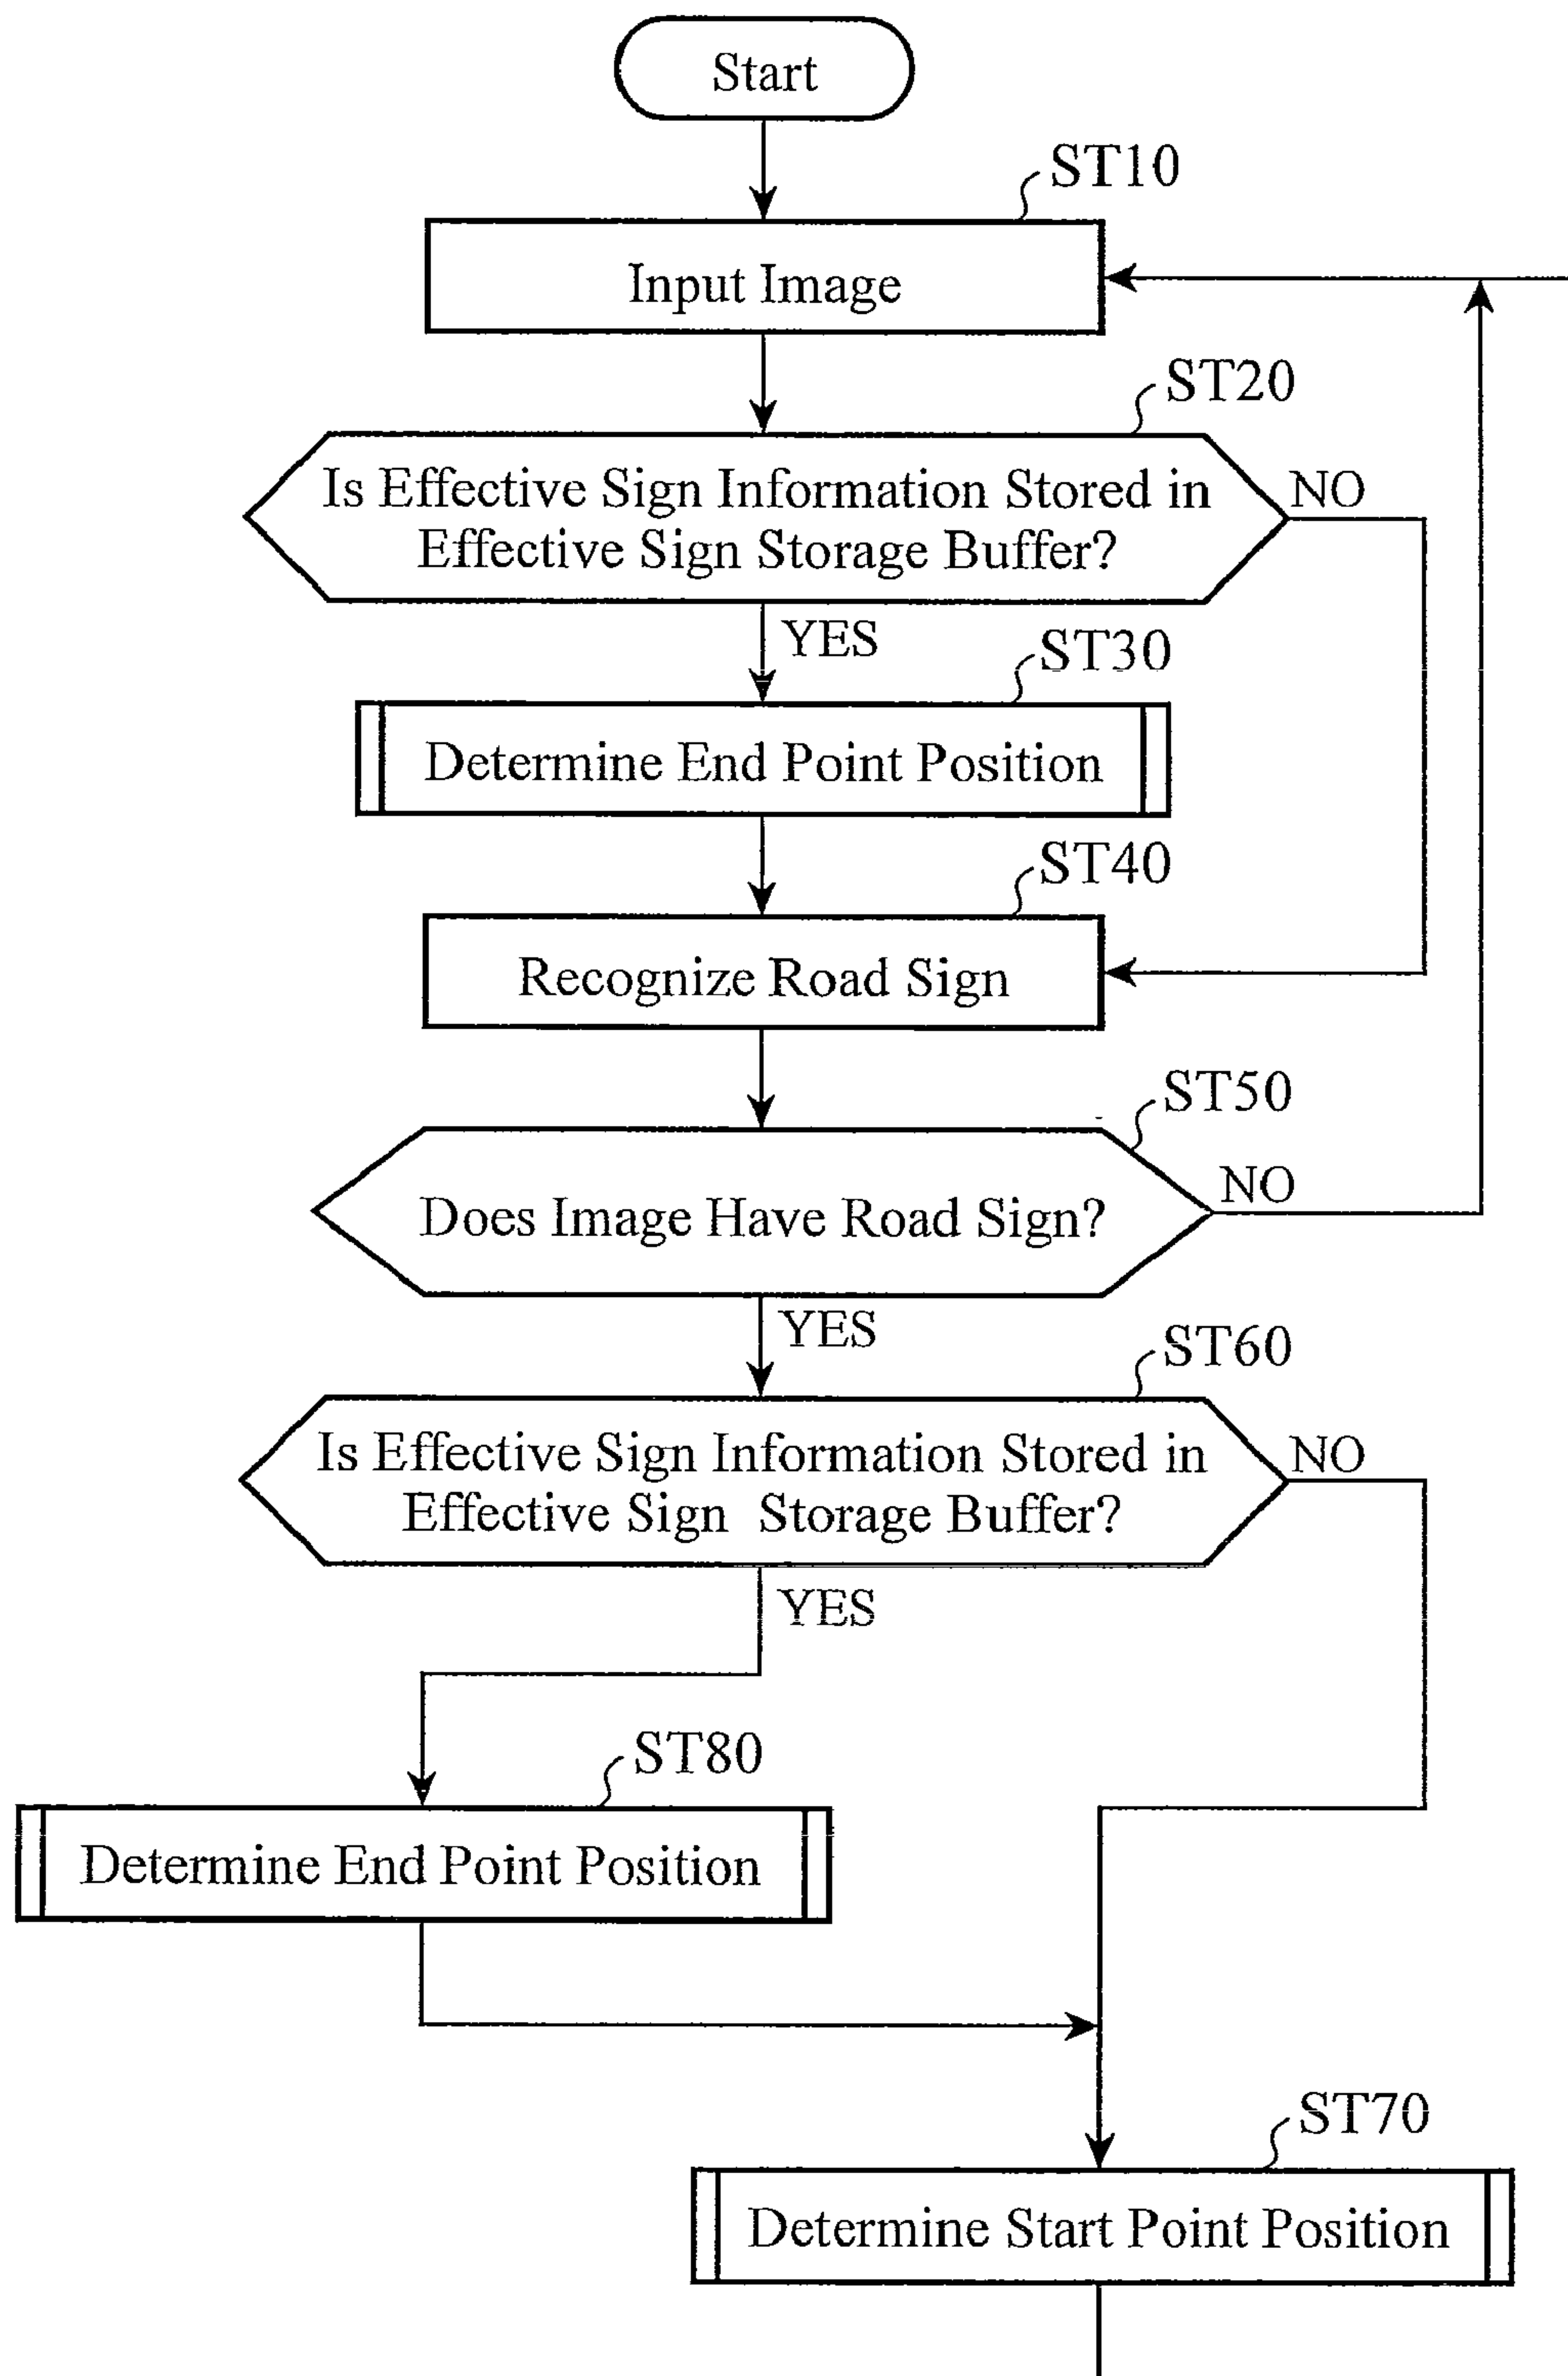 Start
ST10
Input Image
ST20
Is Effective Sign Information Stored in
Effective Sign Storage Buffer?
NO
YES
ST30
Determine End Point Position
ST40
Recognize Road Sign
ST50
Does Image Have Road Sign?
NO
YES
ST60
Is Effective Sign Information Stored in
Effective Sign Storage Buffer?
NO
YES
ST80
Determine End Point Position
ST70
Determine Start Point Position